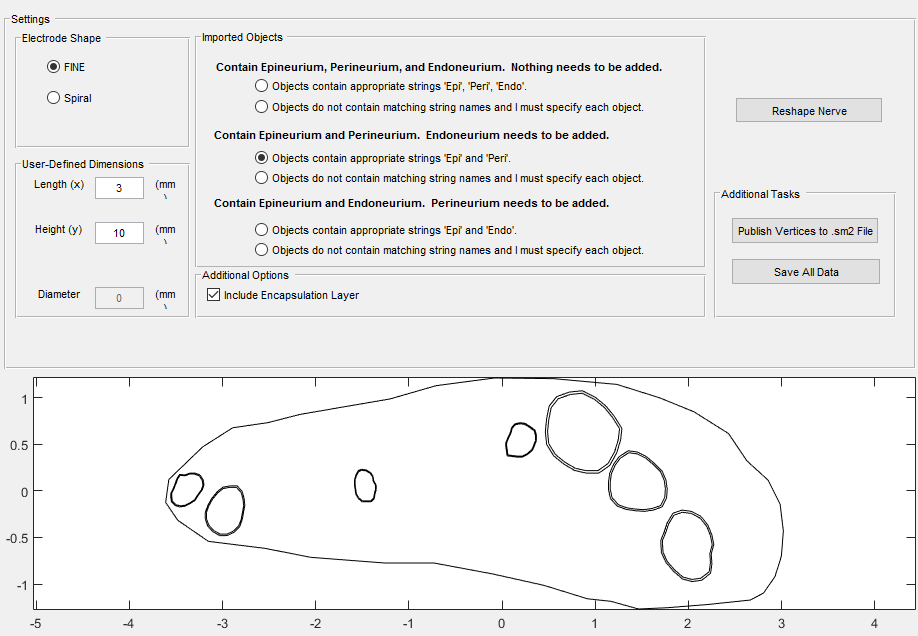 Settings
Electrode Shape
FINE
Spiral
User-Defined Dimensions
Length (x) 3 (mm
Height (y) 10 (mm
Diameter 0 (mm
Imported Objects
Contain Epineurium, Perineurium, and Endoneurium. Nothing needs to be added.
Objects contain appropriate strings 'Epi', 'Peri', 'Endo'.
Objects do not contain matching string names and I must specify each object.
Contain Epineurium and Perineurium. Endoneurium needs to be added.
Objects contain appropriate strings 'Epi' and 'Peri'.
Objects do not contain matching string names and I must specify each object.
Contain Epineurium and Endoneurium. Perineurium needs to be added.
Objects contain appropriate strings 'Epi' and 'Endo'.
Objects do not contain matching string names and I must specify each object.
Additional Options
Include Encapsulation Layer
Reshape Nerve
Additional Tasks
Publish Vertices to .sm2 File
Save All Data
1
0.5
0
-0.5
-1
-5 -4 -3 -2 -1 0 1 2 3 4